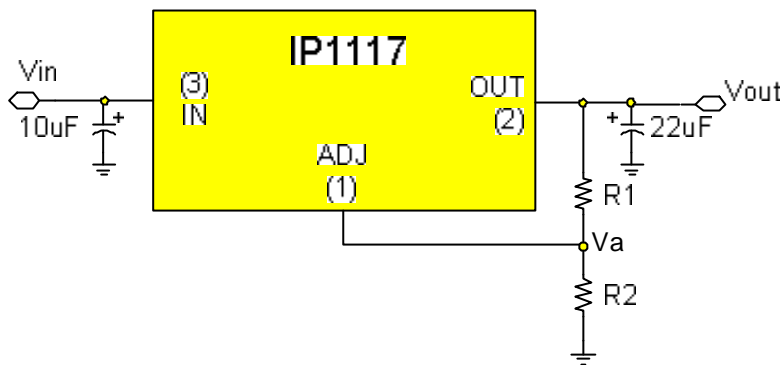 IP1117
Vin
(3)
IN
OUT
(2)
Vout
10uF
+
+
22uF
ADJ
(1)
R1
Va
R2